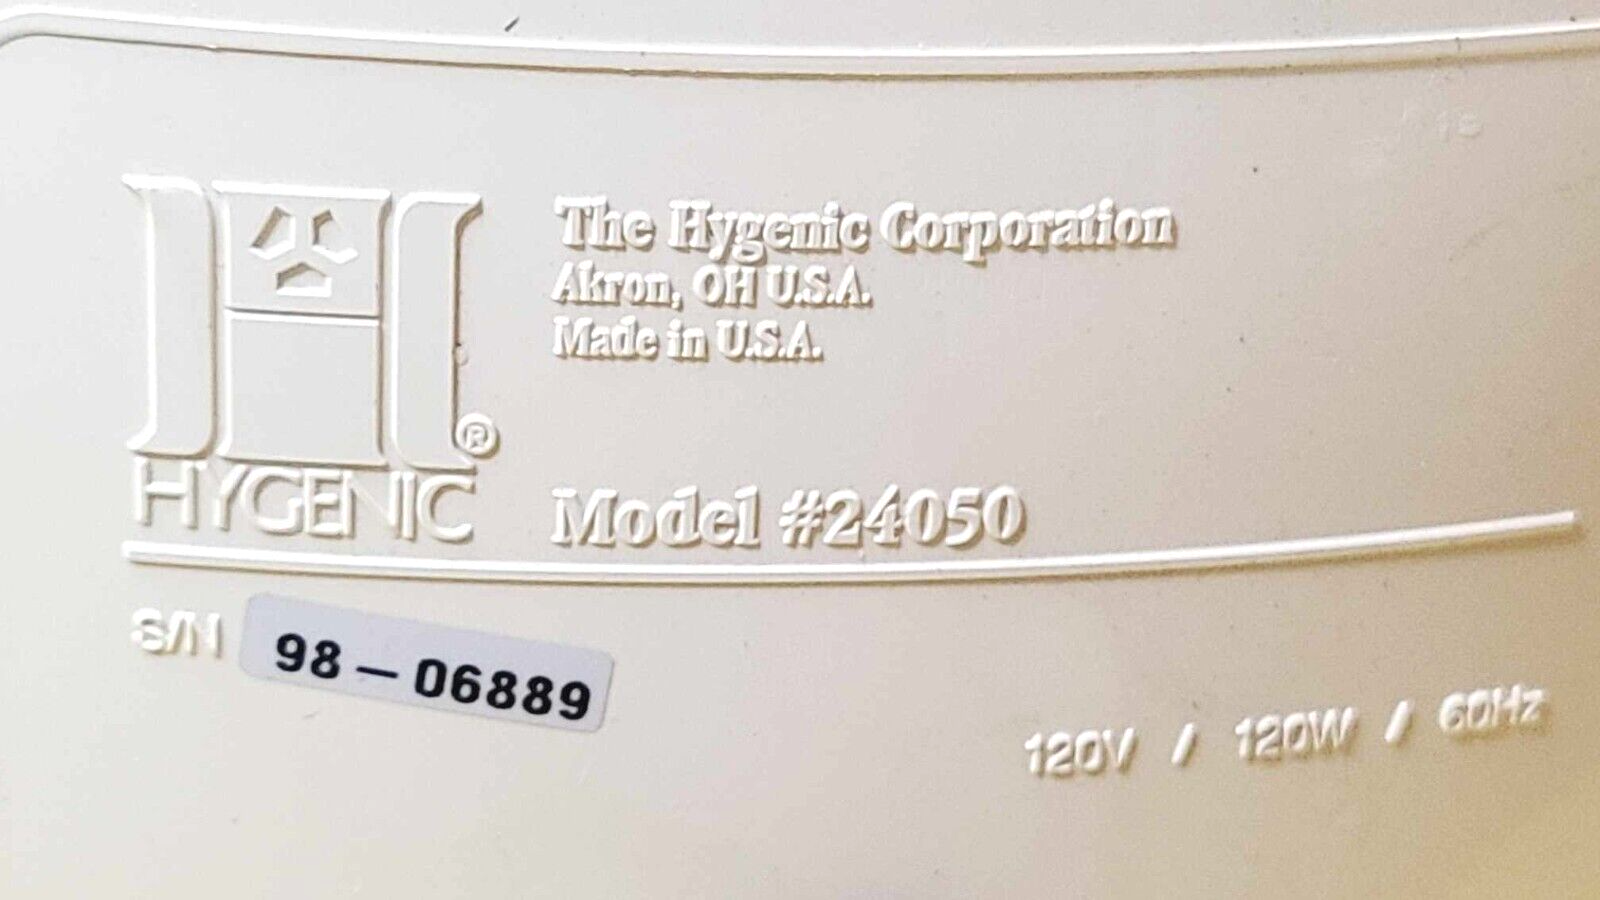 The Hygenic Corporation
Akron, OH U.S.A.
Made in U.S.A.
®
HYGENIC
Model #24050
S/N 98-06889
120V / 120W / 60Hz